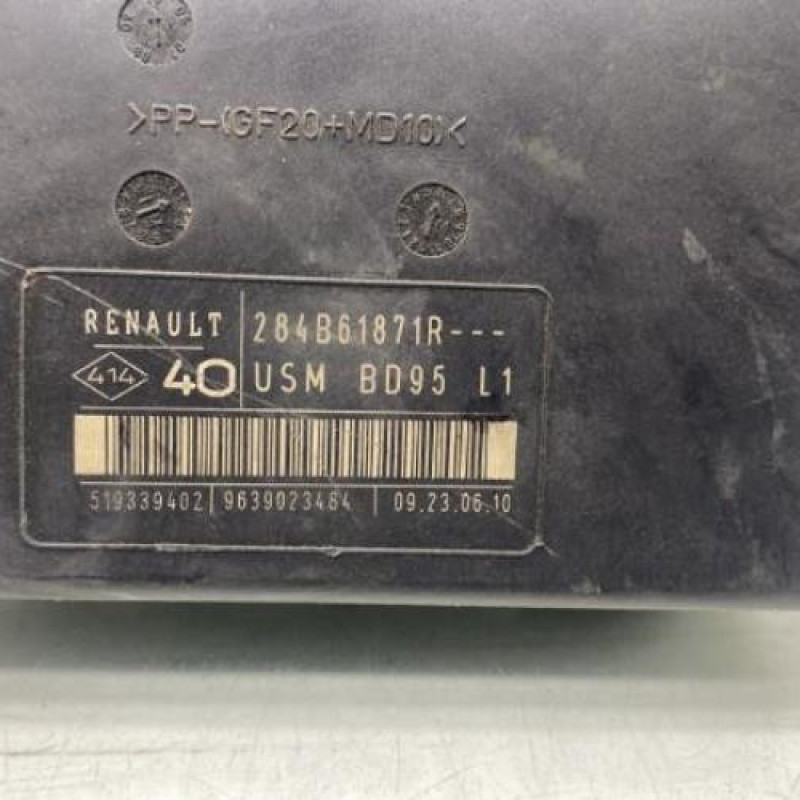 >PP-(GF20+MD10)<
RENAULT 284B61871R---
414 40 USM BD95 L1
519339402 9639023484 09.23.06.10